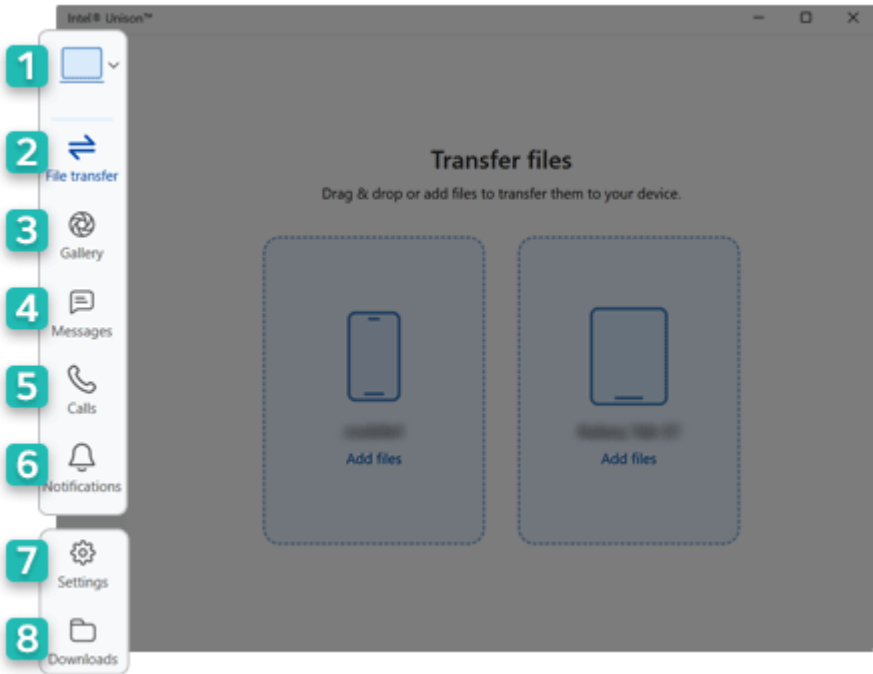 Intel® Unison™
1
2
File transfer
3
Gallery
4
Messages
5
Calls
6
Notifications
7
Settings
8
Downloads
Transfer files
Drag & drop or add files to transfer them to your device.
Add files
Add files